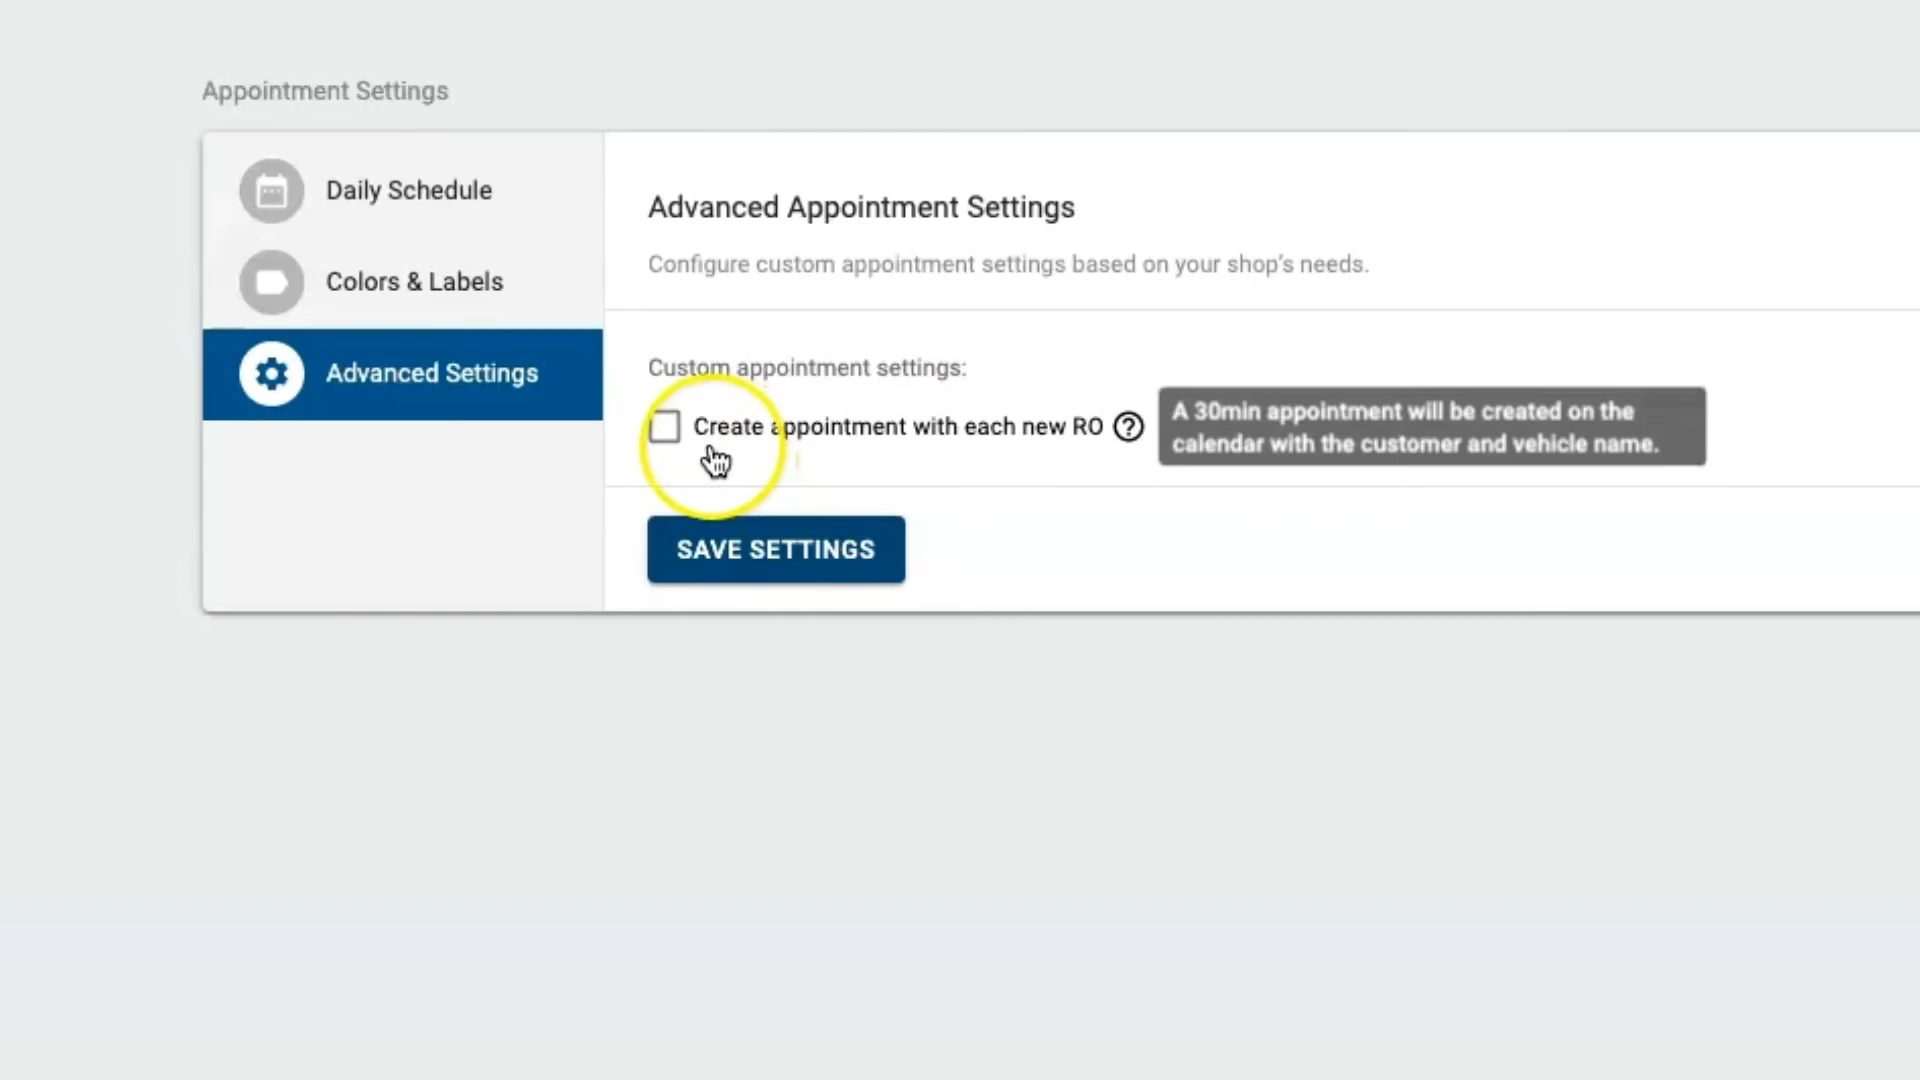 Appointment Settings
Daily Schedule
Colors & Labels
Advanced Settings
Advanced Appointment Settings
Configure custom appointment settings based on your shop's needs.
Custom appointment settings:
Create appointment with each new RO
A 30min appointment will be created on the
calendar with the customer and vehicle name.
SAVE SETTINGS